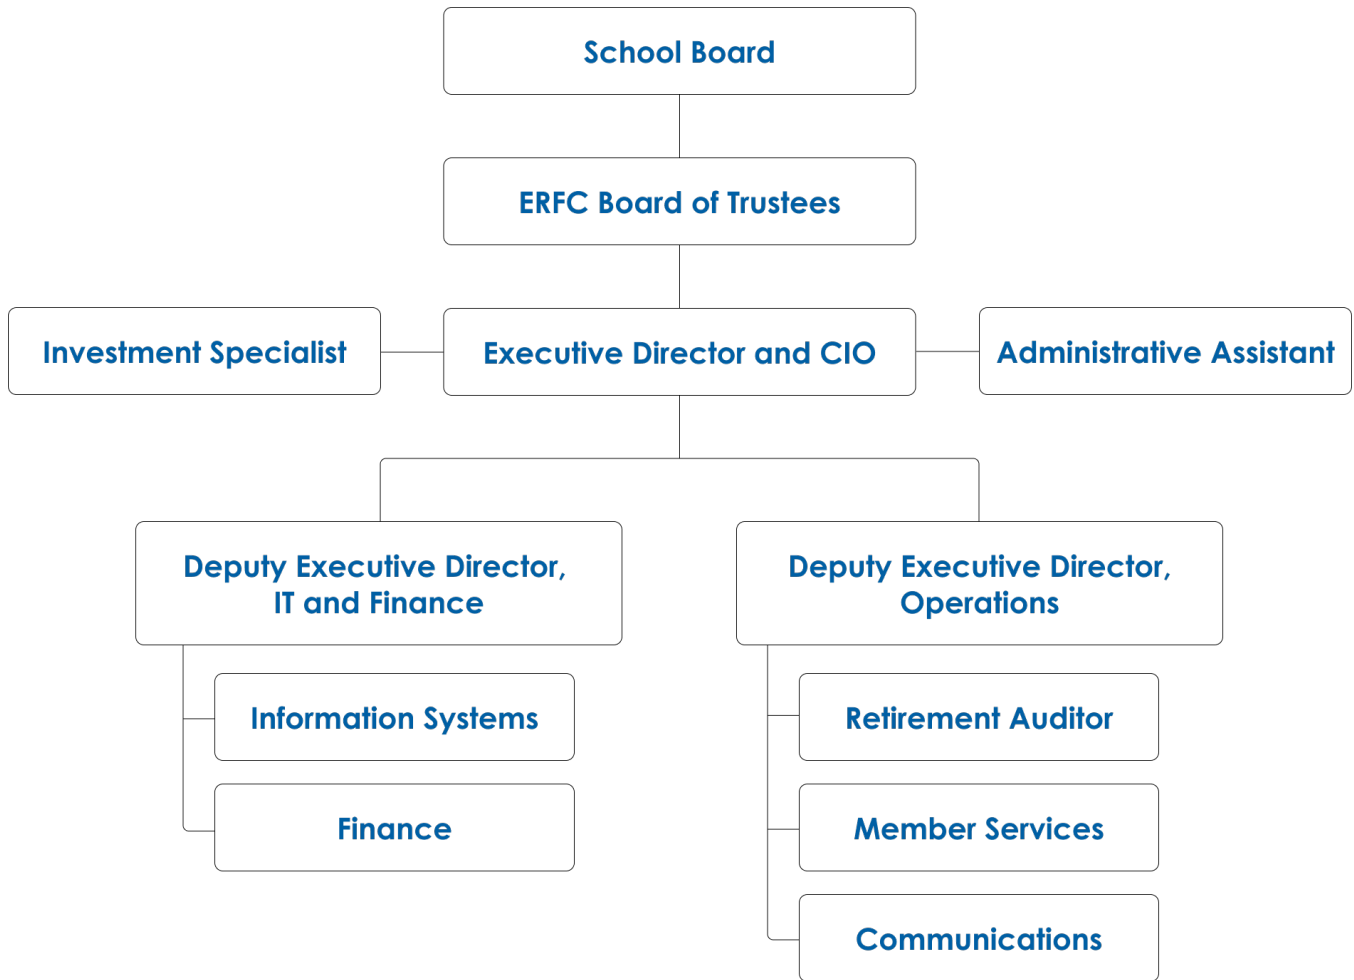 School Board
ERFC Board of Trustees
Investment Specialist
Executive Director and CIO
Administrative Assistant
Deputy Executive Director,
IT and Finance
Information Systems
Finance
Deputy Executive Director,
Operations
Retirement Auditor
Member Services
Communications